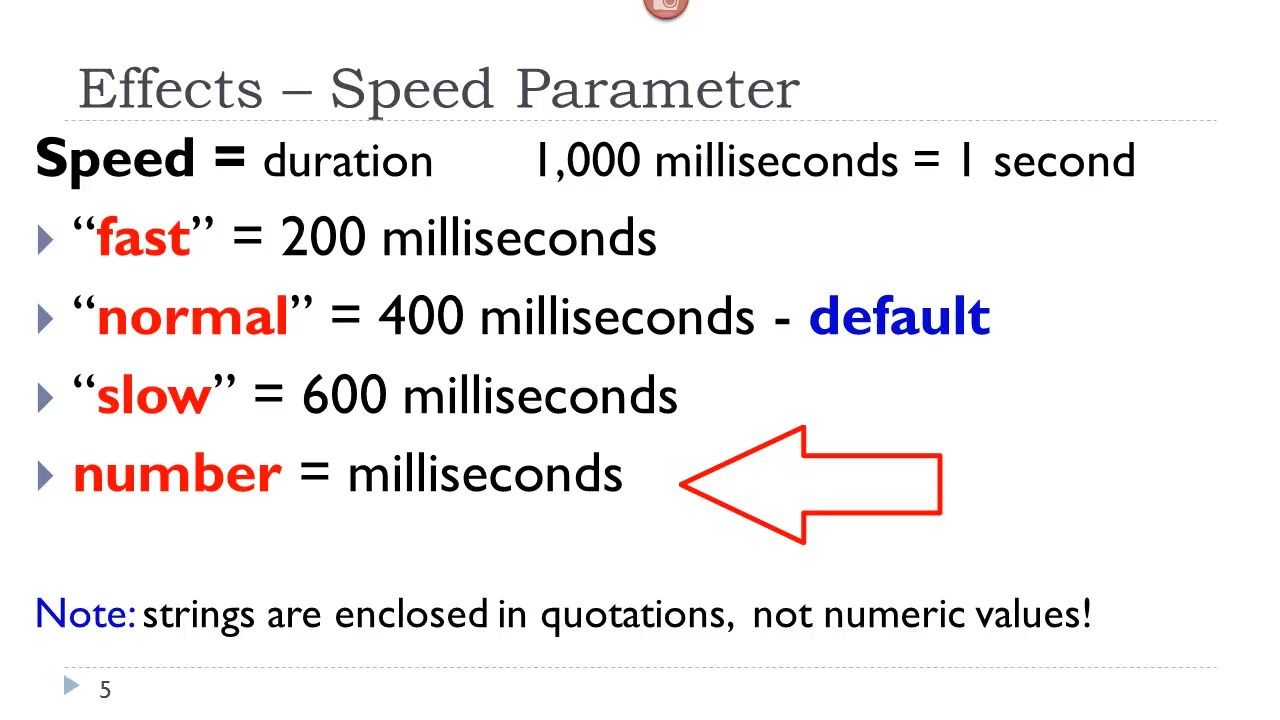 Effects – Speed Parameter
Speed = duration 1,000 milliseconds = 1 second
“fast” = 200 milliseconds
“normal” = 400 milliseconds - default
“slow” = 600 milliseconds
number = milliseconds
Note: strings are enclosed in quotations, not numeric values!
5